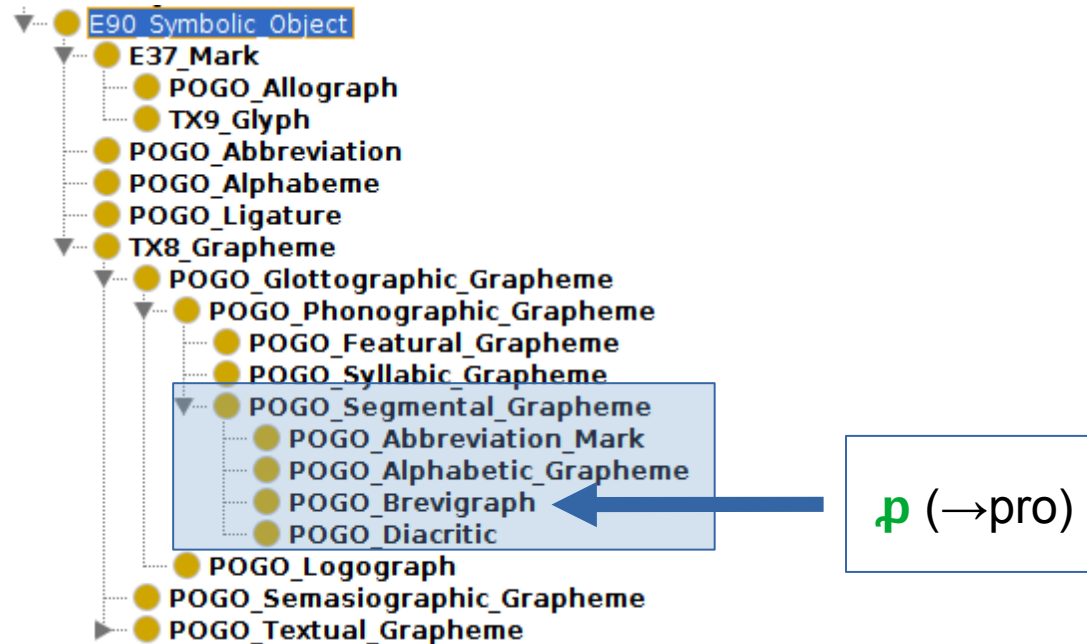 E90_Symbolic_Object
E37_Mark
POGO_Allograph
TX9_Glyph
POGO_Abbreviation
POGO_Alphabeme
POGO_Ligature
TX8_Grapheme
POGO_Glottographic_Grapheme
POGO_Phonographic_Grapheme
POGO_Featural_Grapheme
POGO_Syllabic_Grapheme
POGO_Segmental_Grapheme
POGO_Abbreviation_Mark
POGO_Alphabetic_Grapheme
POGO_Brevigraph
ꝓ (→pro)
POGO_Diacritic
POGO_Logograph
POGO_Semasiographic_Grapheme
POGO_Textual_Grapheme